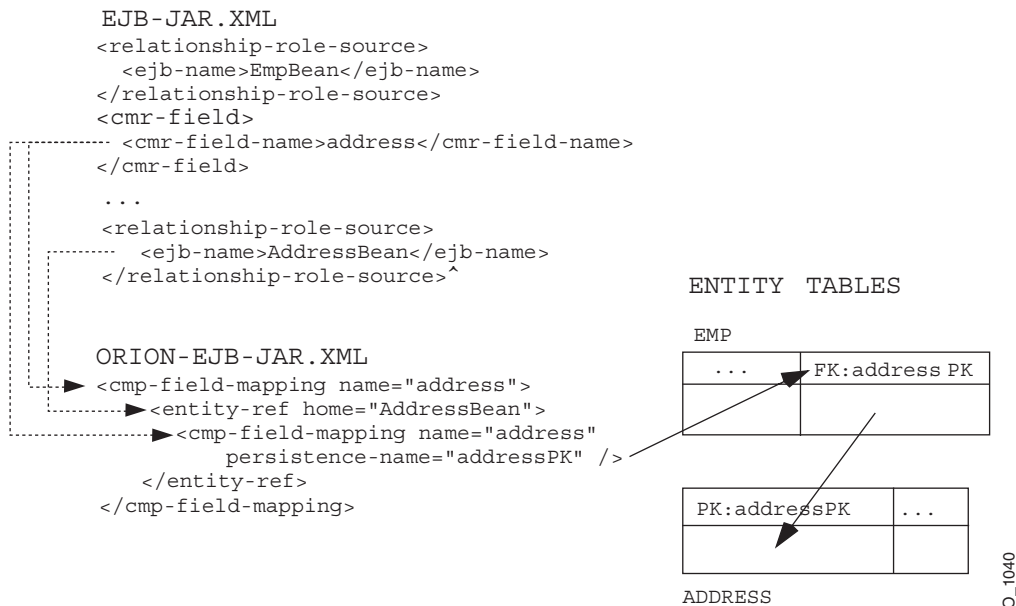 EJB-JAR.XML
<relationship-role-source>
<ejb-name>EmpBean</ejb-name>
</relationship-role-source>
<cmr-field>
<cmr-field-name>address</cmr-field-name>
</cmr-field>
...
<relationship-role-source>
<ejb-name>AddressBean</ejb-name>
</relationship-role-source>^
ORION-EJB-JAR.XML
<cmp-field-mapping name="address">
<entity-ref home="AddressBean">
<cmp-field-mapping name="address"
persistence-name="addressPK" />
</entity-ref>
</cmp-field-mapping>
ENTITY TABLES
EMP
... FK:address PK
PK:addressPK ...
ADDRESS
O_1040